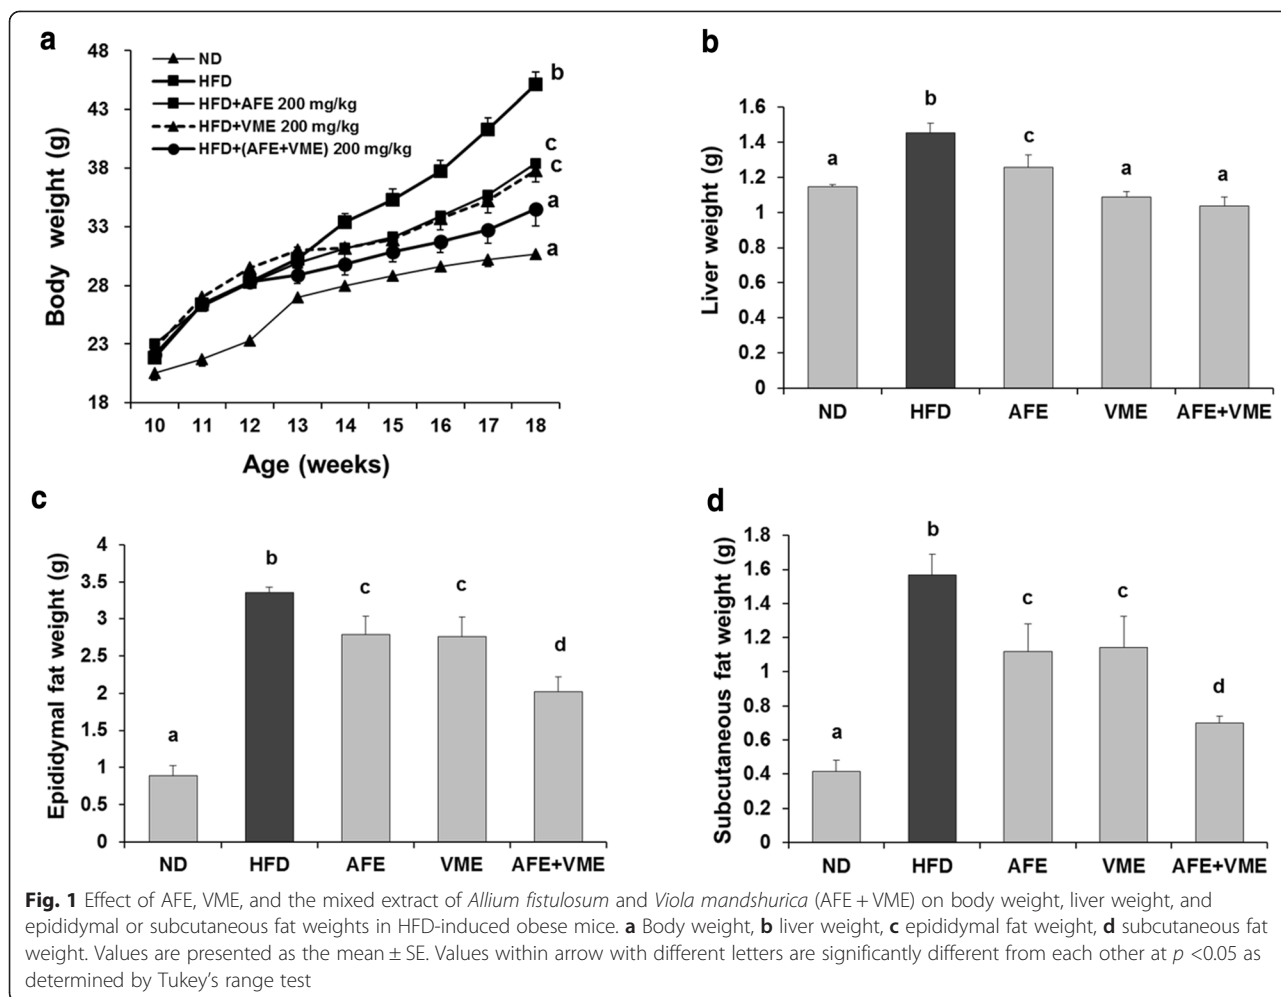 a
48
43
38
33
28
23
18
Body weight (g)
ND
HFD
HFD+AFE 200 mg/kg
HFD+VME 200 mg/kg
HFD+(AFE+VME) 200 mg/kg
b
c
c
a
a
10 11 12 13 14 15 16 17 18
Age (weeks)
b
1.6
1.4
1.2
1
0.8
0.6
0.4
0.2
0
Liver weight (g)
a b c a a
ND HFD AFE VME AFE+VME
c
4
3.5
3
2.5
2
1.5
1
0.5
0
Epididymal fat weight (g)
a b c c d
ND HFD AFE VME AFE+VME
d
1.8
1.6
1.4
1.2
1
0.8
0.6
0.4
0.2
0
Subcutaneous fat weight (g)
a b c c d
ND HFD AFE VME AFE+VME
Fig. 1 Effect of AFE, VME, and the mixed extract of Allium fistulosum and Viola mandshurica (AFE + VME) on body weight, liver weight, and
epididymal or subcutaneous fat weights in HFD-induced obese mice. a Body weight, b liver weight, c epididymal fat weight, d subcutaneous fat
weight. Values are presented as the mean ± SE. Values within arrow with different letters are significantly different from each other at p <0.05 as
determined by Tukey's range test